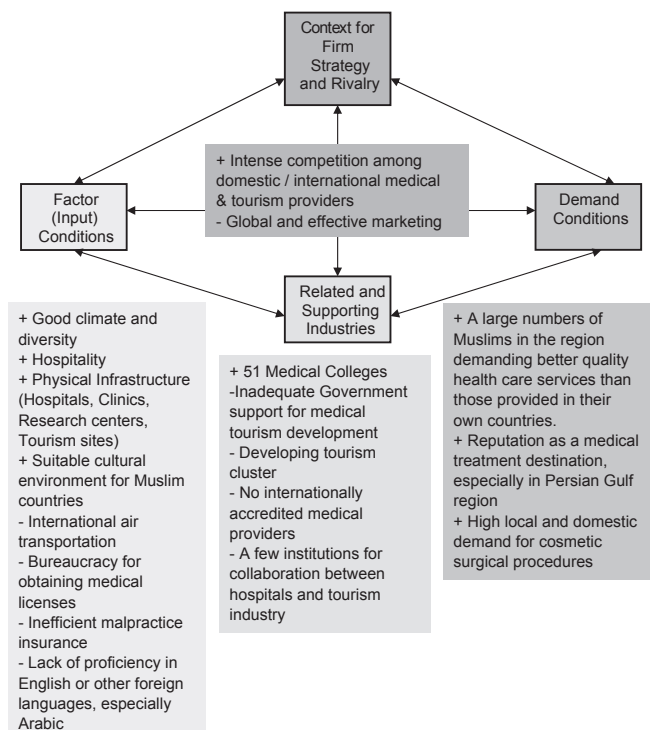 Context for
Firm
Strategy
and Rivalry
+ Intense competition among
domestic / international medical
& tourism providers
- Global and effective marketing
Factor
(Input)
Conditions
Demand
Conditions
Related and
Supporting
Industries
+ Good climate and
diversity
+ Hospitality
+ Physical Infrastructure
(Hospitals, Clinics,
Research centers,
Tourism sites)
+ Suitable cultural
environment for Muslim
countries
- International air
transportation
- Bureaucracy for
obtaining medical
licenses
- Inefficient malpractice
insurance
- Lack of proficiency in
English or other foreign
languages, especially
Arabic
+ 51 Medical Colleges
-Inadequate Government
support for medical
tourism development
- Developing tourism
cluster
- No internationally
accredited medical
providers
- A few institutions for
collaboration between
hospitals and tourism
industry
+ A large numbers of
Muslims in the region
demanding better quality
health care services than
those provided in their
own countries.
+ Reputation as a medical
treatment destination,
especially in Persian Gulf
region
+ High local and domestic
demand for cosmetic
surgical procedures